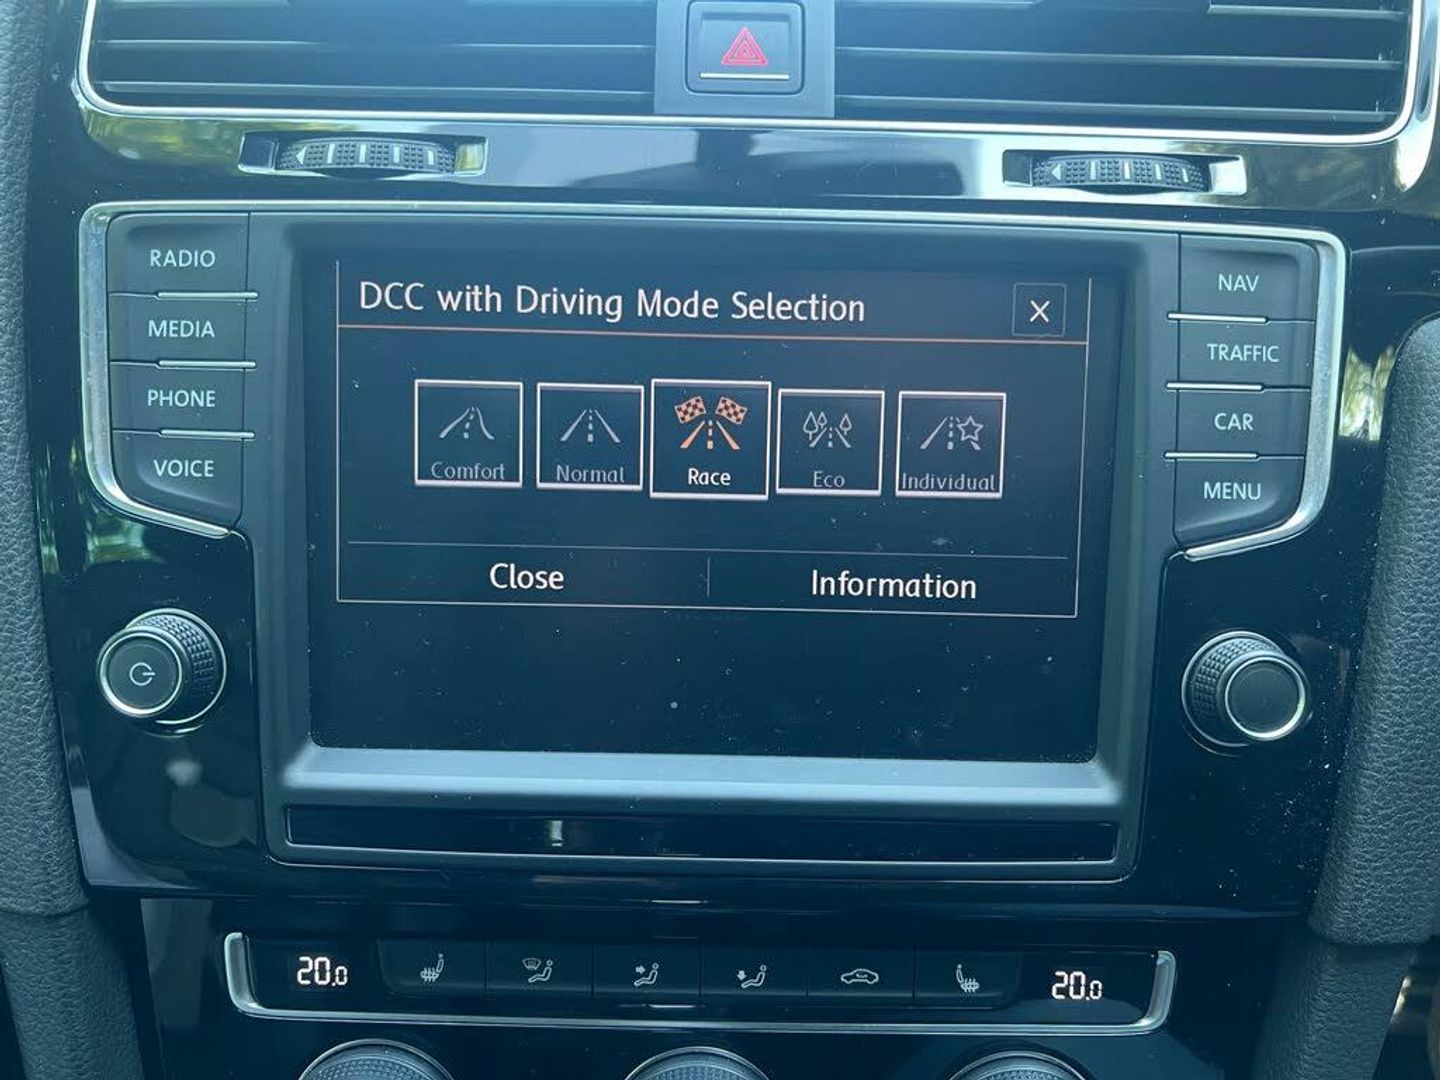 RADIO
MEDIA
PHONE
VOICE
DCC with Driving Mode Selection
X
Comfort
Normal
Race
Eco
Individual
Close
Information
NAV
TRAFFIC
CAR
MENU
20.0
20.0